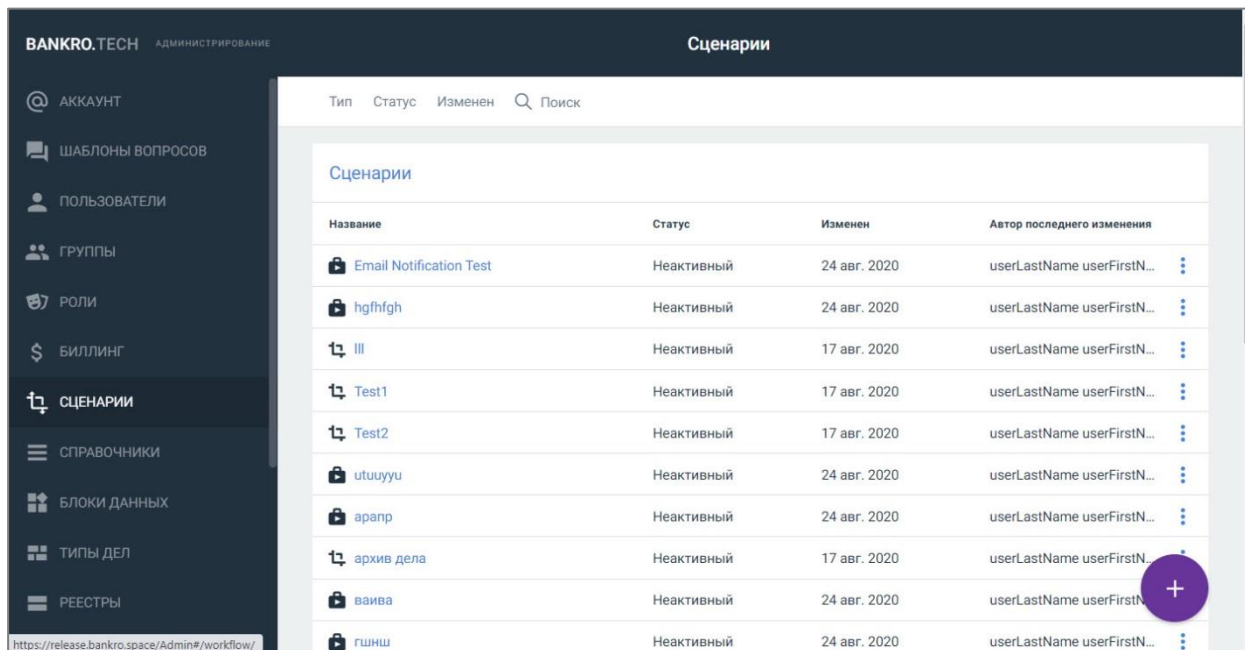 BANKRO.TECH АДМИНИСТРИРОВАНИЕ Сценарии
АККАУНТ
ШАБЛОНЫ ВОПРОСОВ
ПОЛЬЗОВАТЕЛИ
ГРУППЫ
РОЛИ
БИЛЛИНГ
СЦЕНАРИИ
СПРАВОЧНИКИ
БЛОКИ ДАННЫХ
ТИПЫ ДЕЛ
РЕЕСТРЫ
https://release.bankro.space/Admin#/workflow/
Тип Статус Изменен Поиск
Сценарии
Название Статус Изменен Автор последнего изменения
Email Notification Test Неактивный 24 авг. 2020 userLastName userFirstN...
hgfhfgh Неактивный 24 авг. 2020 userLastName userFirstN...
lll Неактивный 17 авг. 2020 userLastName userFirstN...
Test1 Неактивный 17 авг. 2020 userLastName userFirstN...
Test2 Неактивный 17 авг. 2020 userLastName userFirstN...
utuuyyu Неактивный 24 авг. 2020 userLastName userFirstN...
арапр Неактивный 24 авг. 2020 userLastName userFirstN...
архив дела Неактивный 17 авг. 2020 userLastName userFirstN...
ваива Неактивный 24 авг. 2020 userLastName userFirstN
гшнш Неактивный 24 авг. 2020 userLastName userFirstN...